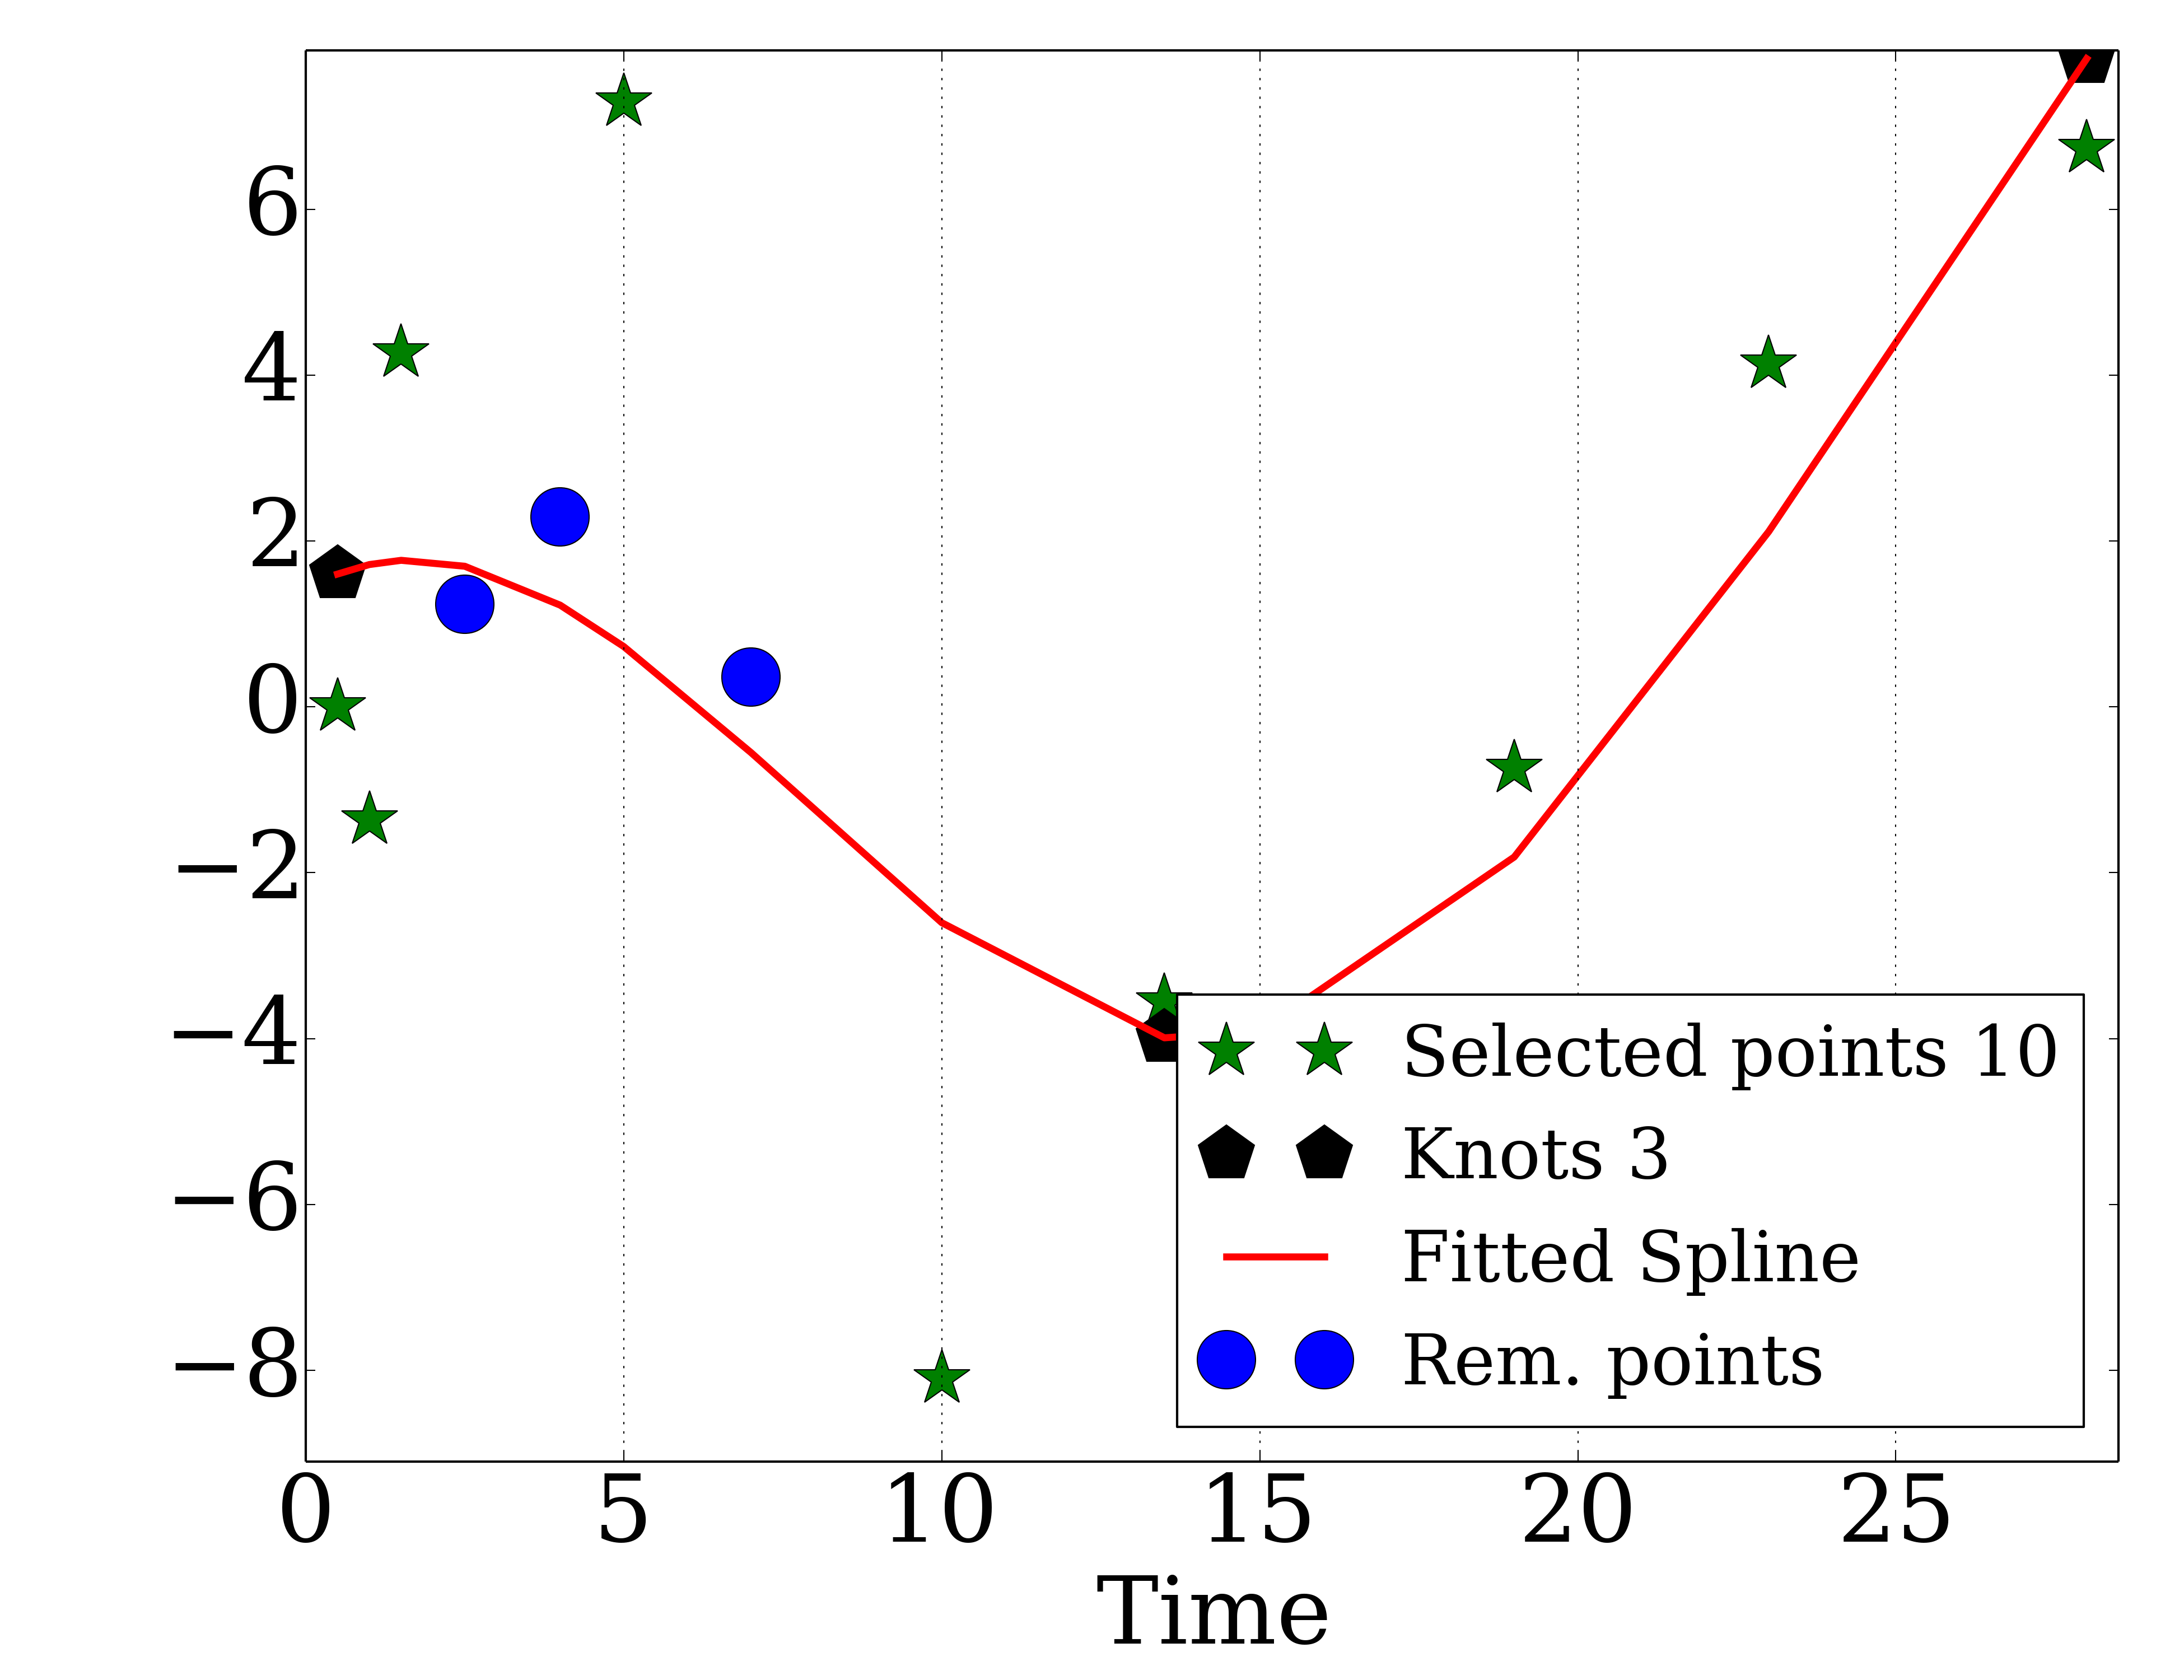 6
4
2
0
−2
−4
−6
−8
Selected points 10
Knots 3
Fitted Spline
Rem. points
0 5 10 15 20 25
Time